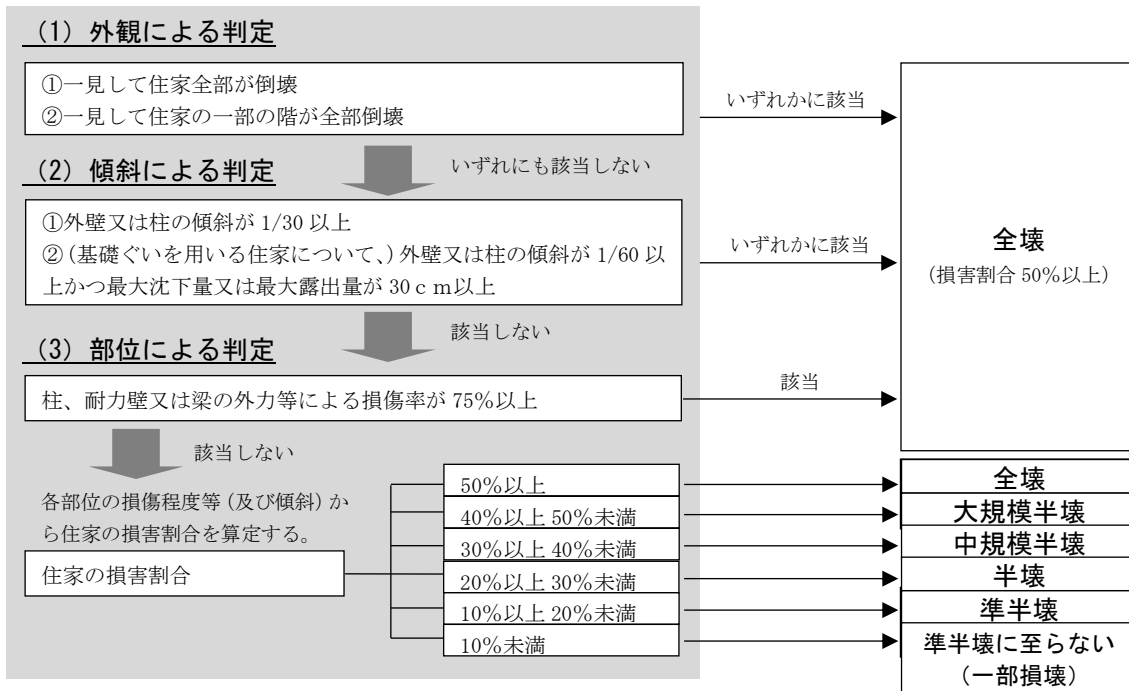 (1) 外観による判定
①一見して住家全部が倒壊
②一見して住家の一部の階が全部倒壊
いずれかに該当
いずれにも該当しない
(2) 傾斜による判定
①外壁又は柱の傾斜が 1/30 以上
②(基礎ぐいを用いる住家について、) 外壁又は柱の傾斜が 1/60 以
上かつ最大沈下量又は最大露出量が 30ｃｍ以上
いずれかに該当
全壊
(損害割合 50%以上)
該当しない
(3) 部位による判定
柱、耐力壁又は梁の外力等による損傷率が 75%以上
該当
該当しない
各部位の損傷程度等 (及び傾斜) か
ら住家の損害割合を算定する。
住家の損害割合
50%以上
全壊
40%以上 50%未満
大規模半壊
30%以上 40%未満
中規模半壊
20%以上 30%未満
半壊
10%以上 20%未満
準半壊
10%未満
準半壊に至らない
(一部損壊)